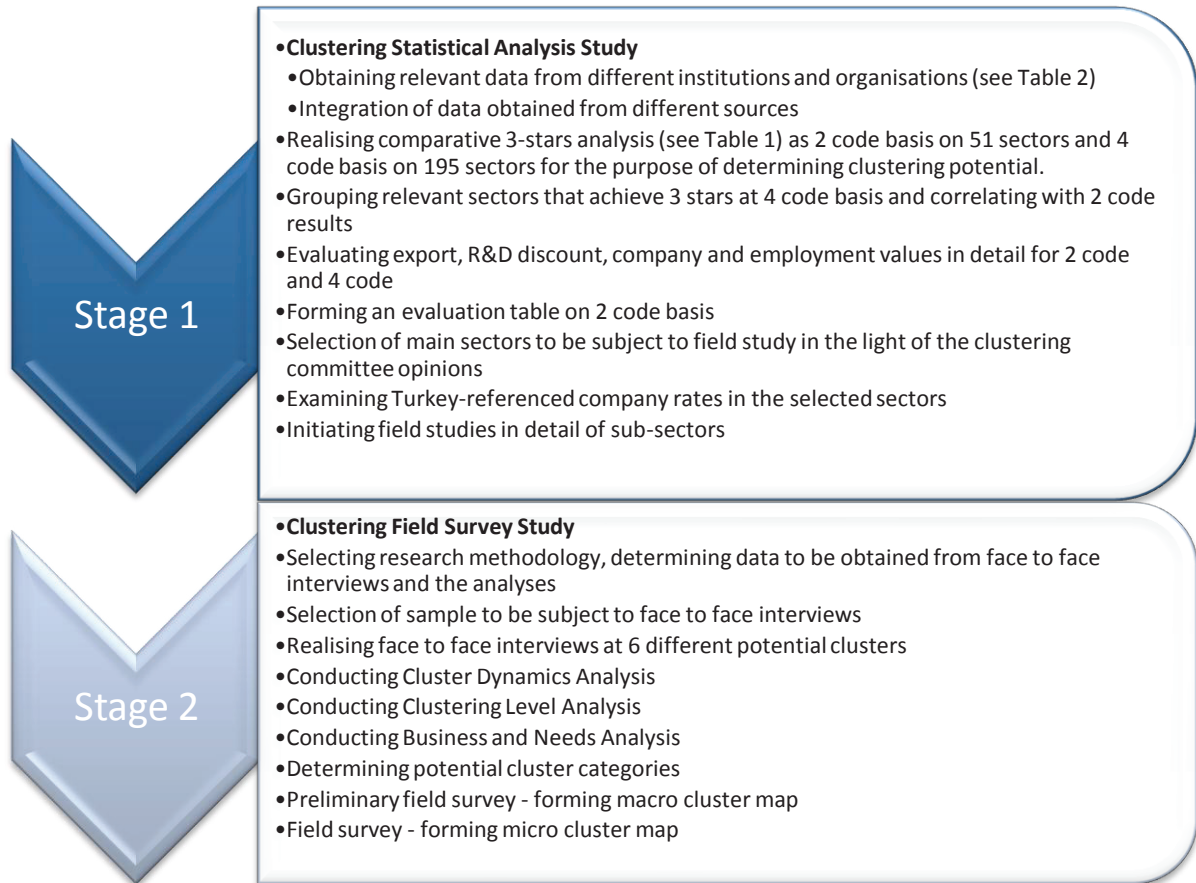 •Clustering Statistical Analysis Study
•Obtaining relevant data from different institutions and organisations (see Table 2)
•Integration of data obtained from different sources
•Realising comparative 3-stars analysis (see Table 1) as 2 code basis on 51 sectors and 4
code basis on 195 sectors for the purpose of determining clustering potential.
•Grouping relevant sectors that achieve 3 stars at 4 code basis and correlating with 2 code
results
•Evaluating export, R&D discount, company and employment values in detail for 2 code
and 4 code
•Forming an evaluation table on 2 code basis
•Selection of main sectors to be subject to field study in the light of the clustering
committee opinions
•Examining Turkey-referenced company rates in the selected sectors
•Initiating field studies in detail of sub-sectors
Stage 1
•Clustering Field Survey Study
•Selecting research methodology, determining data to be obtained from face to face
interviews and the analyses
•Selection of sample to be subject to face to face interviews
•Realising face to face interviews at 6 different potential clusters
•Conducting Cluster Dynamics Analysis
•Conducting Clustering Level Analysis
•Conducting Business and Needs Analysis
•Determining potential cluster categories
•Preliminary field survey - forming macro cluster map
•Field survey - forming micro cluster map
Stage 2